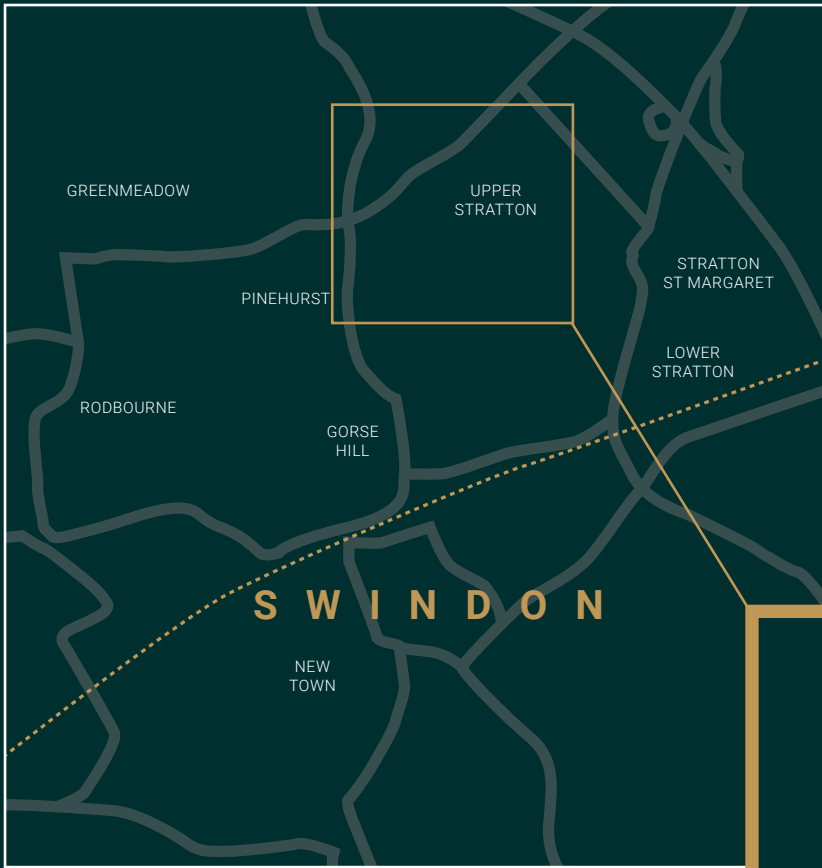 GREENMEADOW
UPPER
STRATTON
STRATTON
ST MARGARET
PINEHURST
LOWER
STRATTON
RODBOURNE
GORSE
HILL
SWINDON
NEW
TOWN